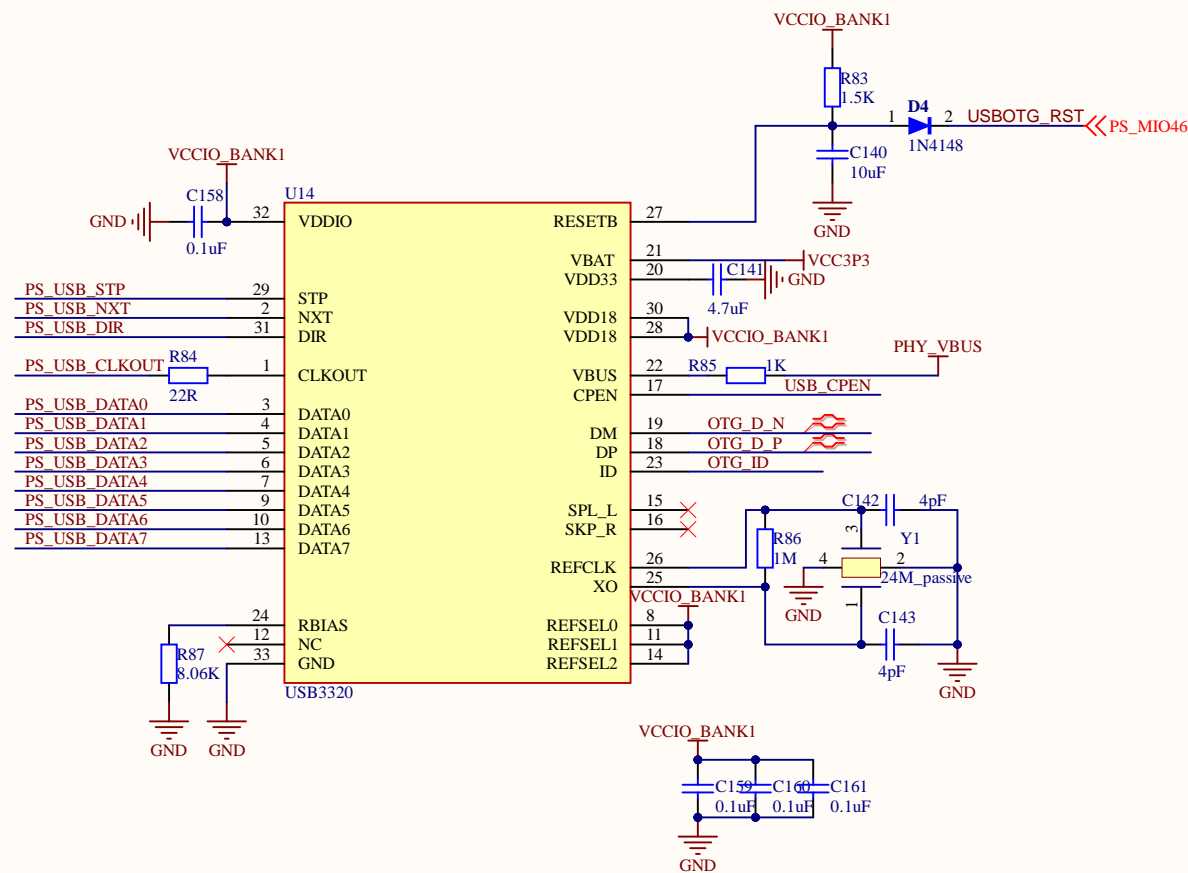 VCCIO_BANK1
R83
1.5K
D4
1
2
USBOTG_RST
PS_MIO46
1N4148
C140
10uF
GND
VCCIO_BANK1
C158
GND
0.1uF
U14
32 VDDIO
RESETB 27
VBAT 21
VCC3P3
VDD33 20
C141
GND
4.7uF
PS_USB_STP 29 STP
PS_USB_NXT 2 NXT
PS_USB_DIR 31 DIR
VDD18 30
VDD18 28
VCCIO_BANK1
PHY_VBUS
PS_USB_CLKOUT
R84
22R
1 CLKOUT
VBUS 22
R85
1K
CPEN 17
USB_CPEN
PS_USB_DATA0 3 DATA0
PS_USB_DATA1 4 DATA1
PS_USB_DATA2 5 DATA2
PS_USB_DATA3 6 DATA3
PS_USB_DATA4 7 DATA4
PS_USB_DATA5 9 DATA5
PS_USB_DATA6 10 DATA6
PS_USB_DATA7 13 DATA7
DM 19 OTG_D_N
DP 18 OTG_D_P
ID 23 OTG_ID
SPL_L 15
SKP_R 16
C142
4pF
R86
1M
3
Y1
4
2
24M_passive
1
GND
REFCLK 26
XO 25
VCCIO_BANK1
C143
4pF
GND
24 RBIAS
12 NC
33 GND
REFSEL0 8
REFSEL1 11
REFSEL2 14
R87
8.06K
USB3320
GND
GND
VCCIO_BANK1
C159
0.1uF
C160
0.1uF
C161
0.1uF
GND